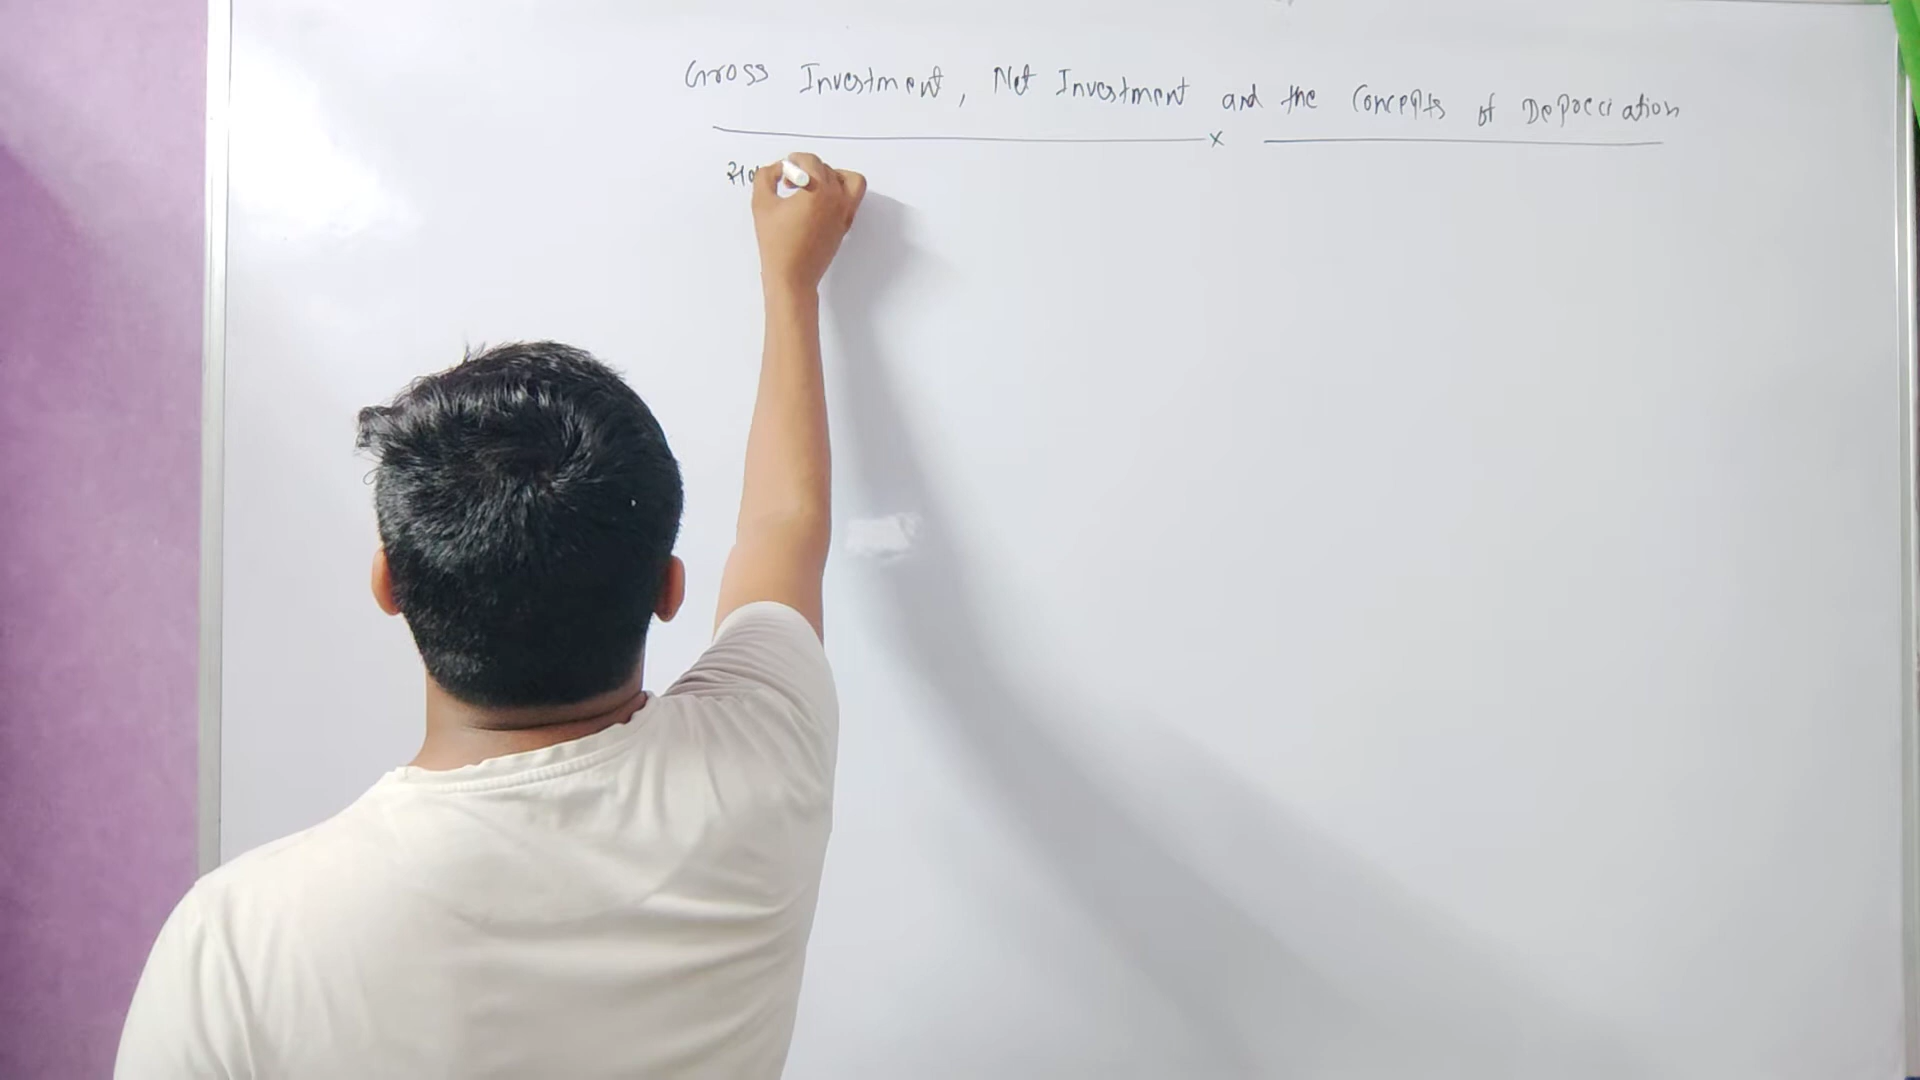 Gross Investment, Net Investment and the Concepts of Depreciation
x